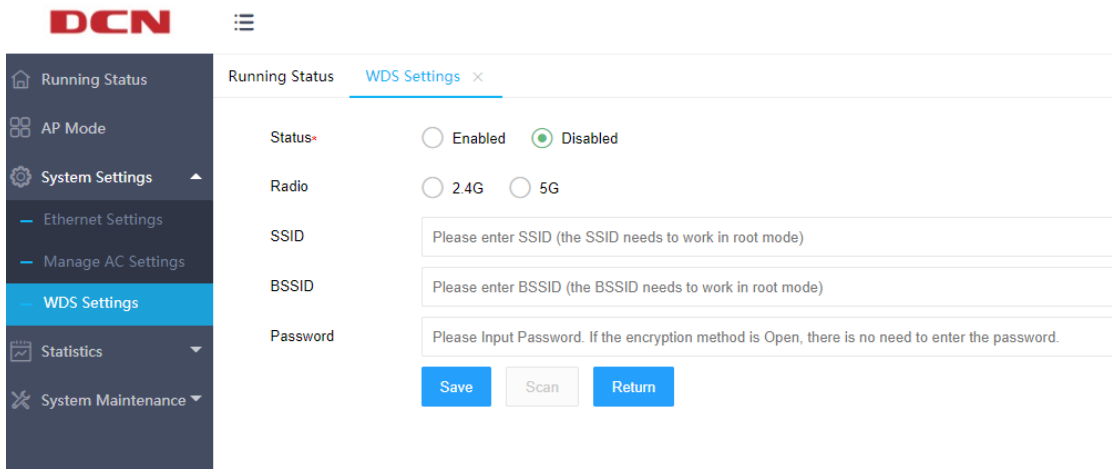 DCN
Running Status
AP Mode
System Settings
Ethernet Settings
Manage AC Settings
WDS Settings
Statistics
System Maintenance
Running Status WDS Settings ×
Status* Enabled Disabled
Radio 2.4G 5G
SSID Please enter SSID (the SSID needs to work in root mode)
BSSID Please enter BSSID (the BSSID needs to work in root mode)
Password Please Input Password. If the encryption method is Open, there is no need to enter the password.
Save Scan Return